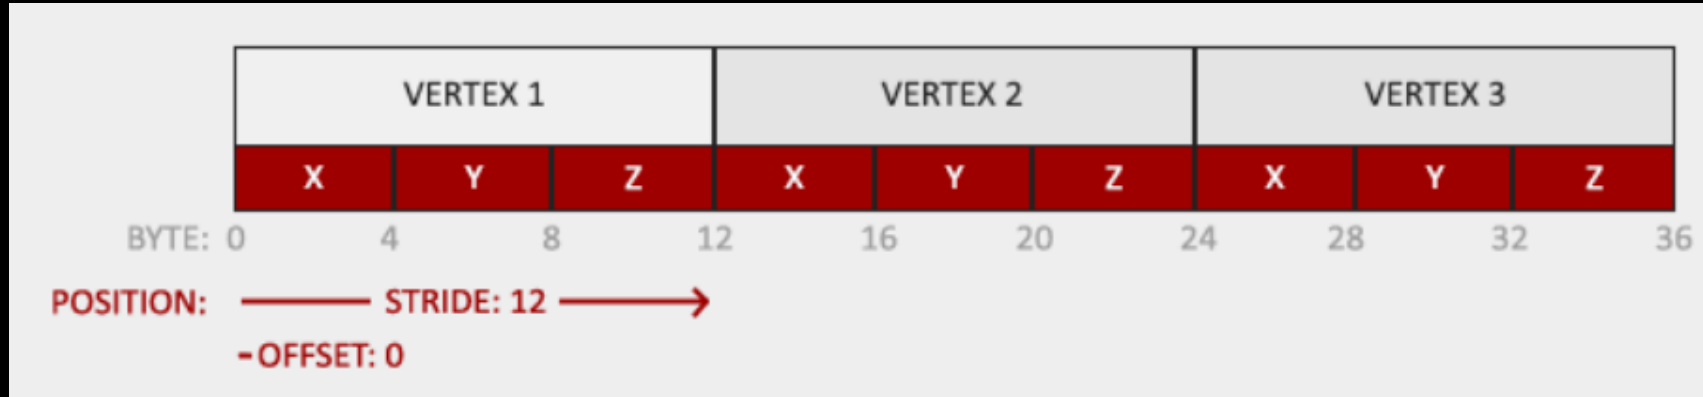 VERTEX 1 VERTEX 2 VERTEX 3
X Y Z X Y Z X Y Z
BYTE: 0 4 8 12 16 20 24 28 32 36
POSITION: STRIDE: 12
-OFFSET: 0